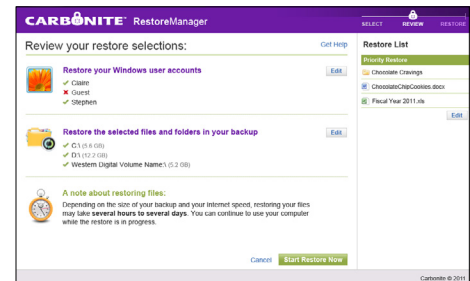 CARBONITE RestoreManager
SELECT REVIEW RESTORE
Review your restore selections:
Get Help
Restore your Windows user accounts
Edit
Claire
Guest
Stephen
Restore the selected files and folders in your backup
Edit
C:\ (5.6 GB)
D:\ (12.2 GB)
Western Digital Volume Name:\ (5.2 GB)
A note about restoring files:
Depending on the size of your backup and your internet speed, restoring your files
may take several hours to several days. You can continue to use your computer
while the restore is in progress.
Cancel
Start Restore Now
Restore List
Priority Restore
Chocolate Cravings
ChocolateChipCookies.docx
Fiscal Year 2011.xls
Edit
Carbonite © 2011